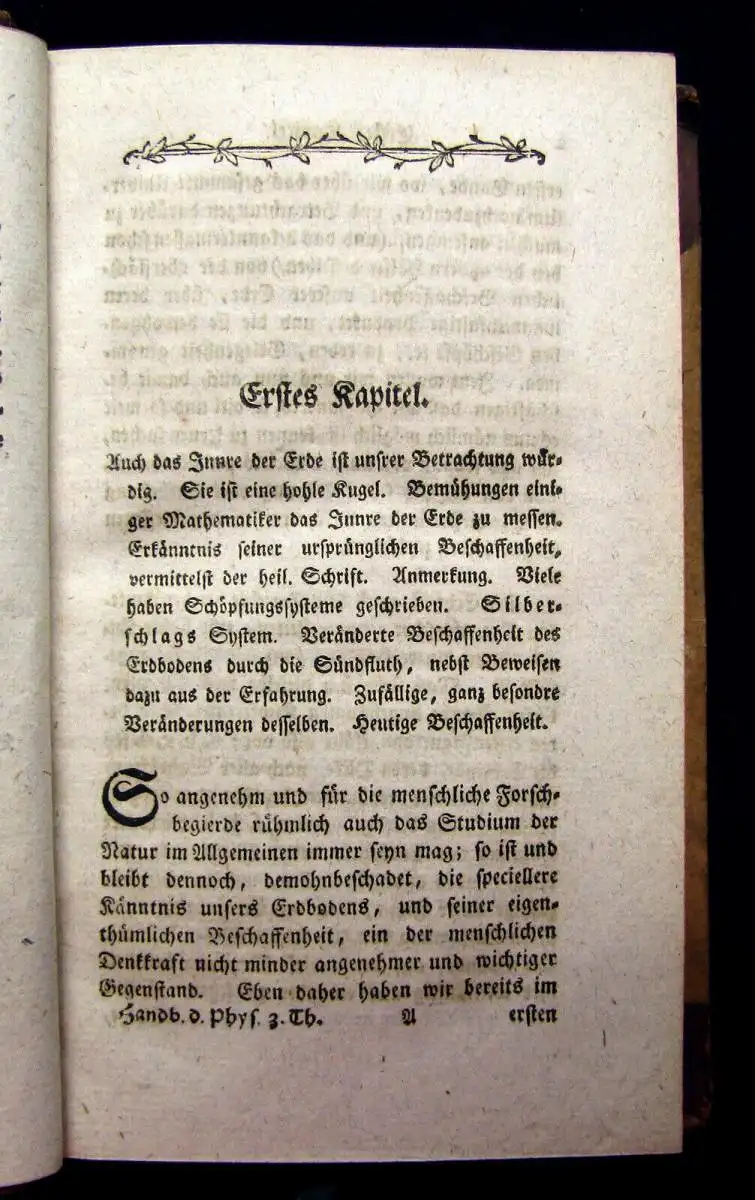 Erstes Kapitel.
Auch das Innre der Erde ist unsrer Betrachtung wür-
dig. Sie ist eine hohle Kugel. Bemühungen eini-
ger Mathematiker das Innre der Erde zu messen.
Erkänntnis seiner ursprünglichen Beschaffenheit,
vermittelst der heil. Schrift. Anmerkung. Viele
haben Schöpfungssysteme geschrieben. Silber-
schlags System. Veränderte Beschaffenheit des
Erdbodens durch die Sündfluth, nebst Beweisen
dazu aus der Erfahrung. Zufällige, ganz besondre
Veränderungen desselben. Heutige Beschaffenheit.
So angenehm und für die menschliche Forsch-
begierde rühmlich auch das Studium der
Natur im Allgemeinen immer seyn mag; so ist und
bleibt dennoch, demohnbeschadet, die speciellere
Känntnis unsers Erdbodens, und seiner eigen-
thümlichen Beschaffenheit, ein der menschlichen
Denkkraft nicht minder angenehmer und wichtiger
Gegenstand. Eben daher haben wir bereits im
Handb. d. Phys. 3. Th. A ersten